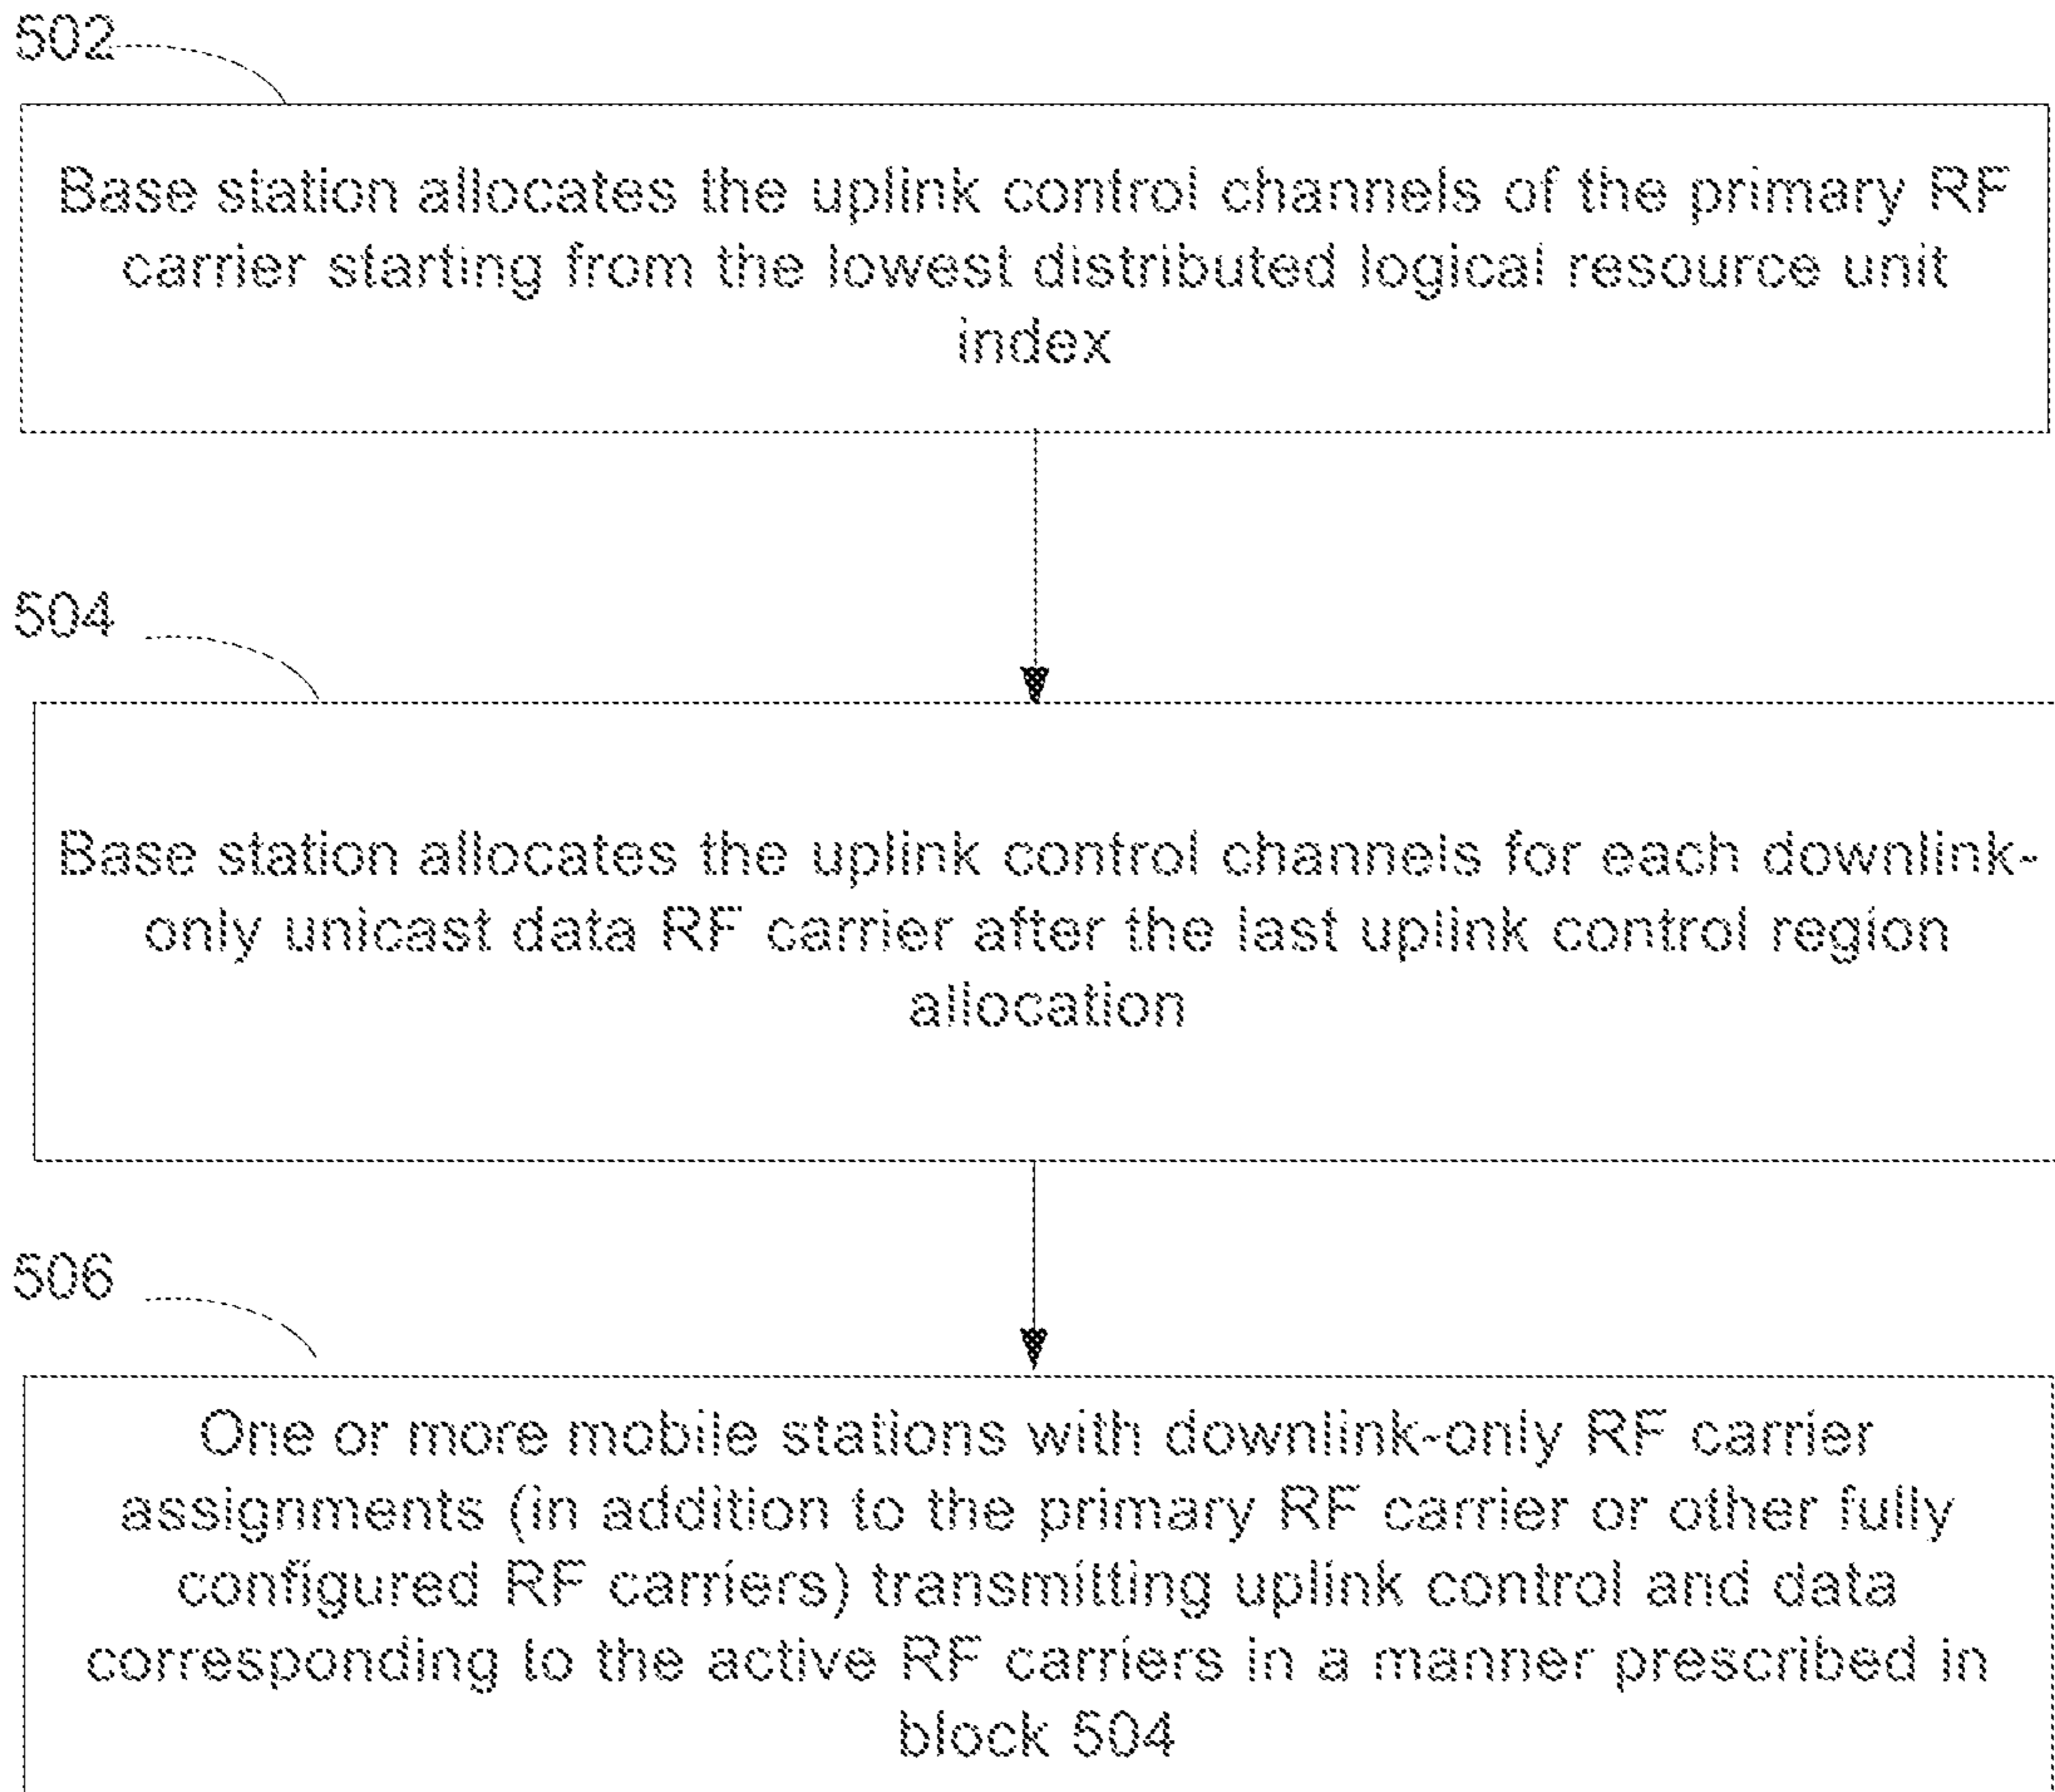 502
Base station allocates the uplink control channels of the primary RF
carrier starting from the lowest distributed logical resource unit
index
504
Base station allocates the uplink control channels for each downlink-
only unicast data RF carrier after the last uplink control region
allocation
506
One or more mobile stations with downlink-only RF carrier
assignments (in addition to the primary RF carrier or other fully
configured RF carriers) transmitting uplink control and data
corresponding to the active RF carriers in a manner prescribed in
block 504